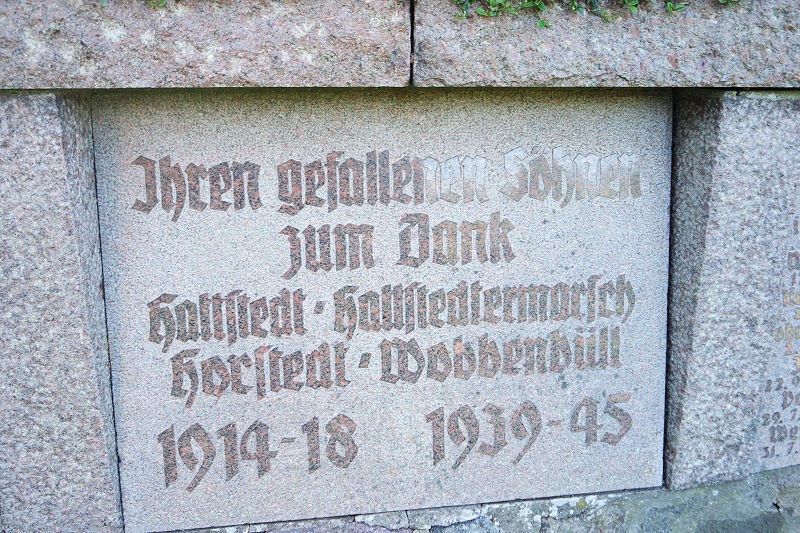 Ihren gefallenen Söhnen
zum Dank
Hattstedt · Hattstedtermarsch
Horstedt - Wobbenbüll
1914-18 1939-45